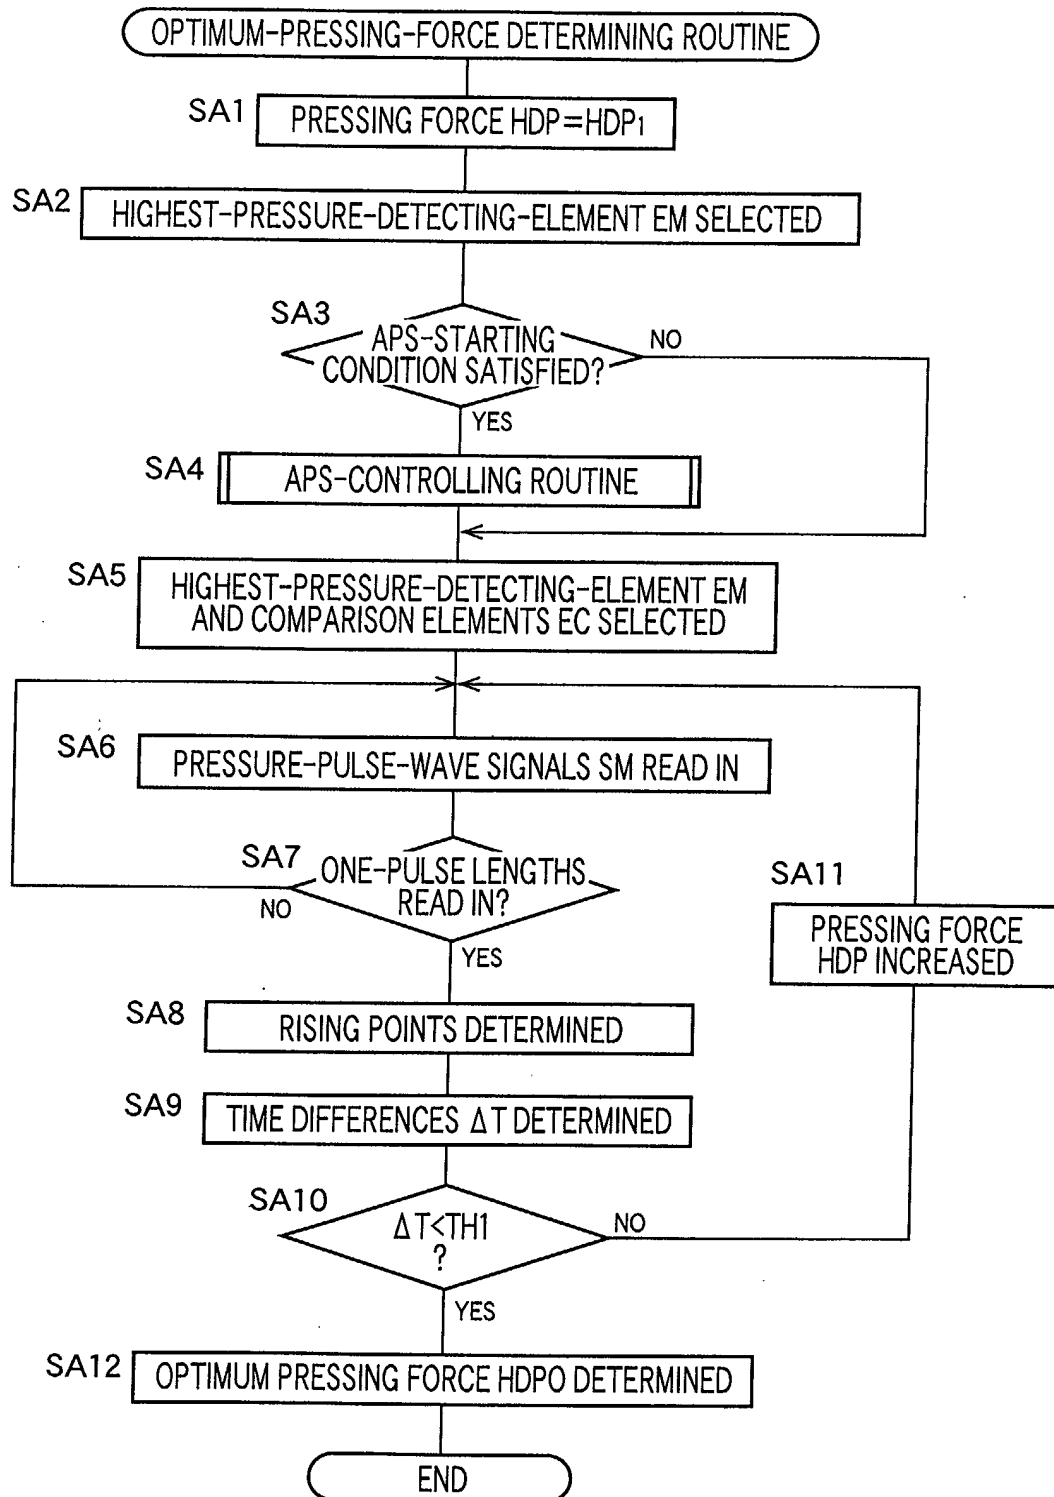 OPTIMUM-PRESSING-FORCE DETERMINING ROUTINE
SA1
PRESSING FORCE HDP=HDP1
SA2
HIGHEST-PRESSURE-DETECTING-ELEMENT EM SELECTED
SA3
APS-STARTING
CONDITION SATISFIED?
NO
YES
SA4
APS-CONTROLLING ROUTINE
SA5
HIGHEST-PRESSURE-DETECTING-ELEMENT EM
AND COMPARISON ELEMENTS EC SELECTED
SA6
PRESSURE-PULSE-WAVE SIGNALS SM READ IN
SA7
ONE-PULSE LENGTHS
READ IN?
NO
YES
SA11
PRESSING FORCE
HDP INCREASED
SA8
RISING POINTS DETERMINED
SA9
TIME DIFFERENCES ΔT DETERMINED
SA10
ΔT<TH1
?
NO
YES
SA12
OPTIMUM PRESSING FORCE HDPO DETERMINED
END